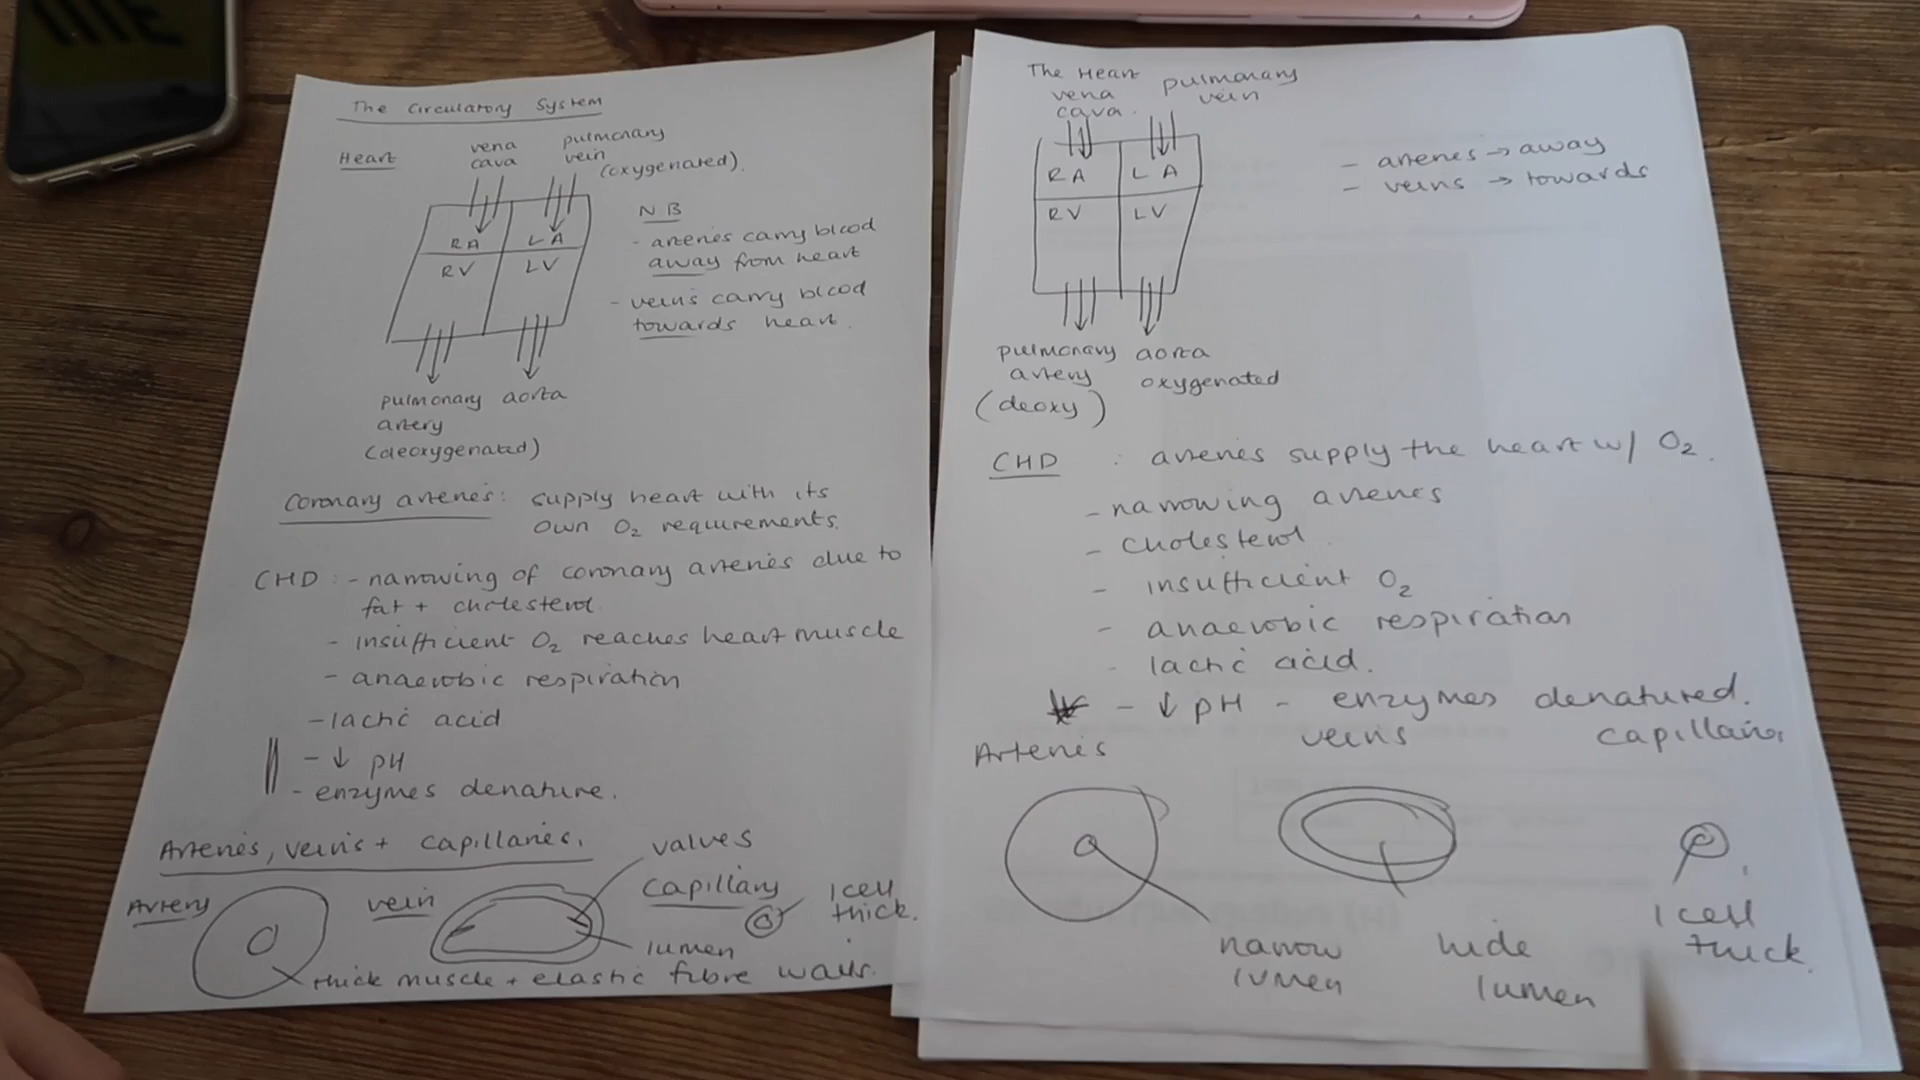 The Circulatory System
Heart
vena
cava
pulmonary
vein
(oxygenated).
RA
LA
RV
LV
pulmonary
artery
(deoxygenated)
aorta
NB
- arteries carry blood
away from heart
- veins carry blood
towards heart.
Coronary arteries: supply heart with its
own O2 requirements.
CHD: - narrowing of coronary arteries due to
fat + cholesterol
- insufficient O2 reaches heart muscle
- anaerobic respiration
- lactic acid
- ↓ pH
- enzymes denature.
Arteries, veins + capillaries.
Artery
vein
valves
capillary
1 cell
thick.
lumen
thick muscle + elastic fibre walls.
The Heart
vena
cava
pulmonary
vein
RA
LA
RV
LV
pulmonary
artery
(deoxy)
aorta
oxygenated
- arteries → away
- veins → towards
CHD : arteries supply the heart w/ O2.
- narrowing arteries
- cholesterol
- insufficient O2
- anaerobic respiration
- lactic acid.
- ↓ pH - enzymes denatured.
Arteries
veins
capillaries
narrow
lumen
wide
lumen
1 cell
thick.